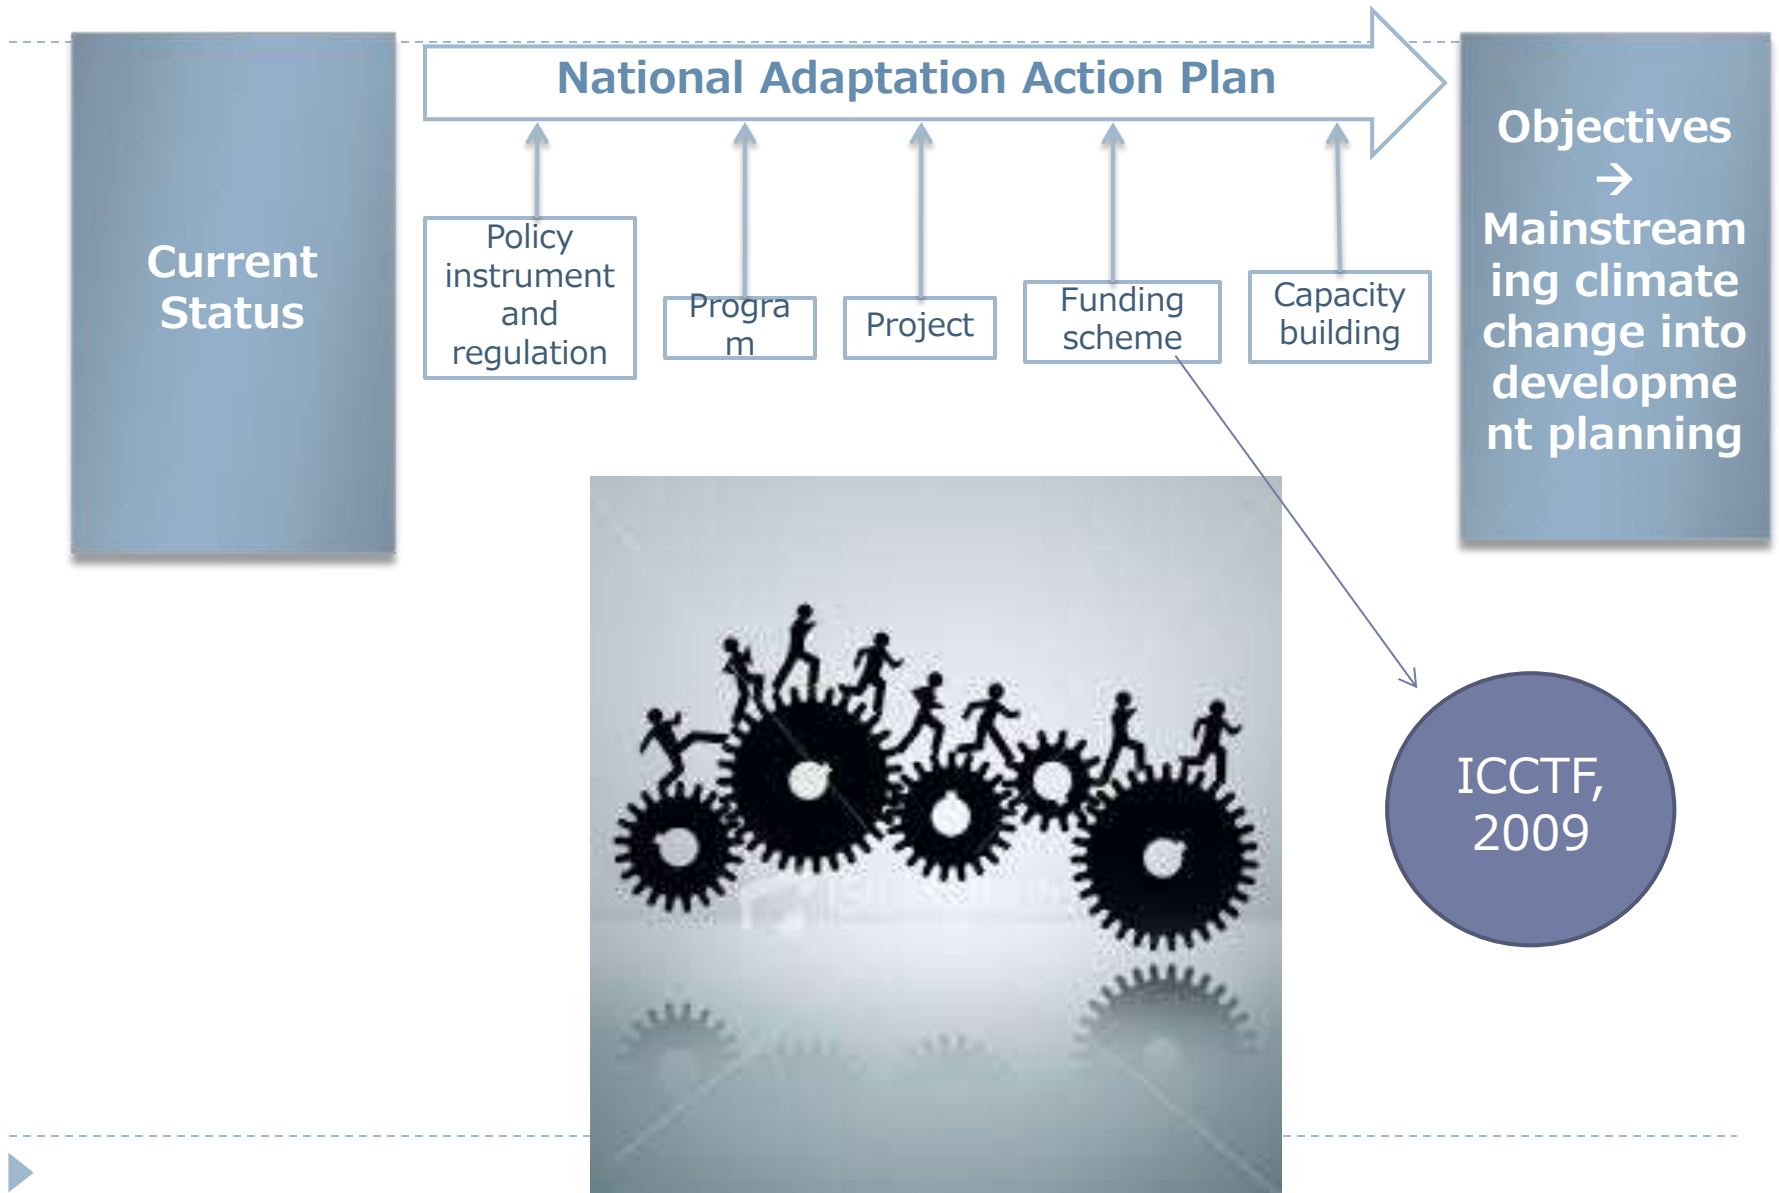 National Adaptation Action Plan
Current
Status
Policy
instrument
and
regulation
Progra
m
Project
Funding
scheme
Capacity
building
Objectives
→
Mainstream
ing climate
change into
developme
nt planning
ICCTF,
2009